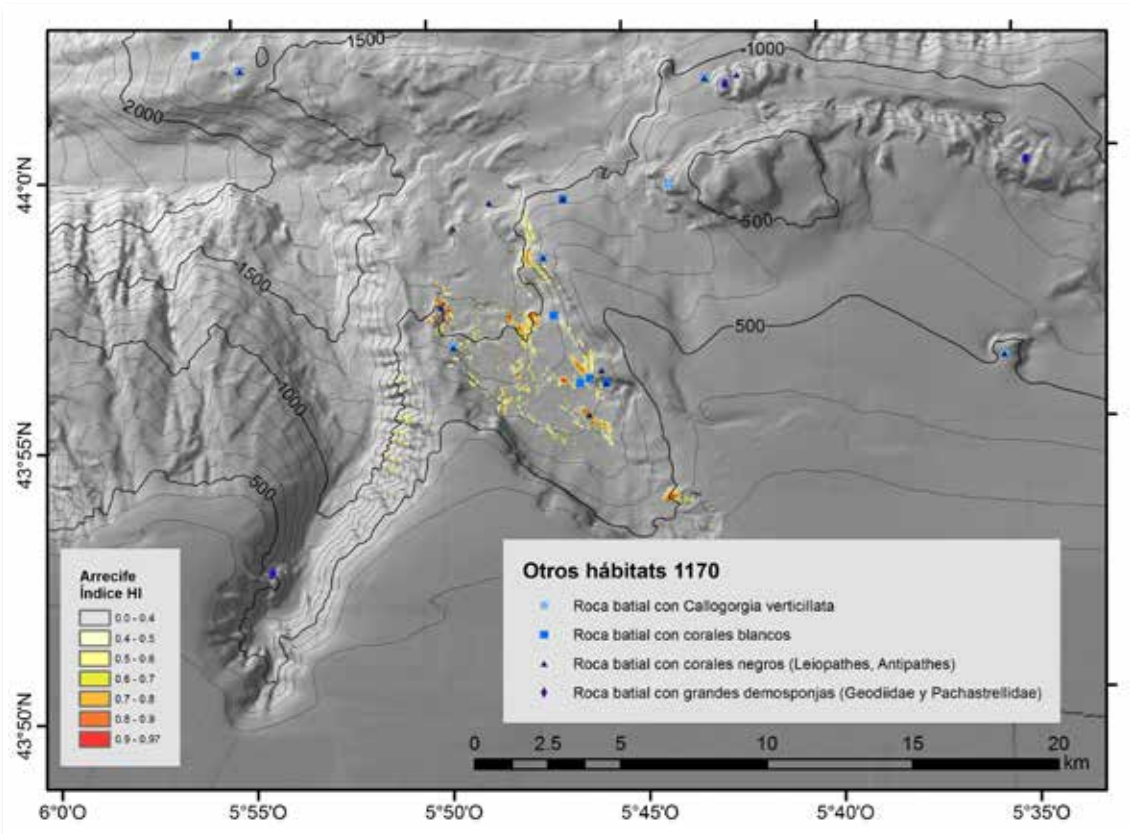 1500
-1000
2000
44°0'N
500
1500
500
1000
43°55'N
500
Otros hábitats 1170
Arrecife
Índice HI
0.0 - 0.4
0.4 - 0.5
0.5 - 0.6
0.6 - 0.7
0.7 - 0.8
0.8 - 0.9
0.9 - 0.97
Roca batial con Callogorgia verticillata
Roca batial con corales blancos
Roca batial con corales negros (Leiopathes, Antipathes)
Roca batial con grandes demosponjas (Geodiidae y Pachastrellidae)
43°50'N
0 2.5 5 10 15 20
km
6°0'O 5°55'O 5°50'O 5°45'O 5°40'O 5°35'O